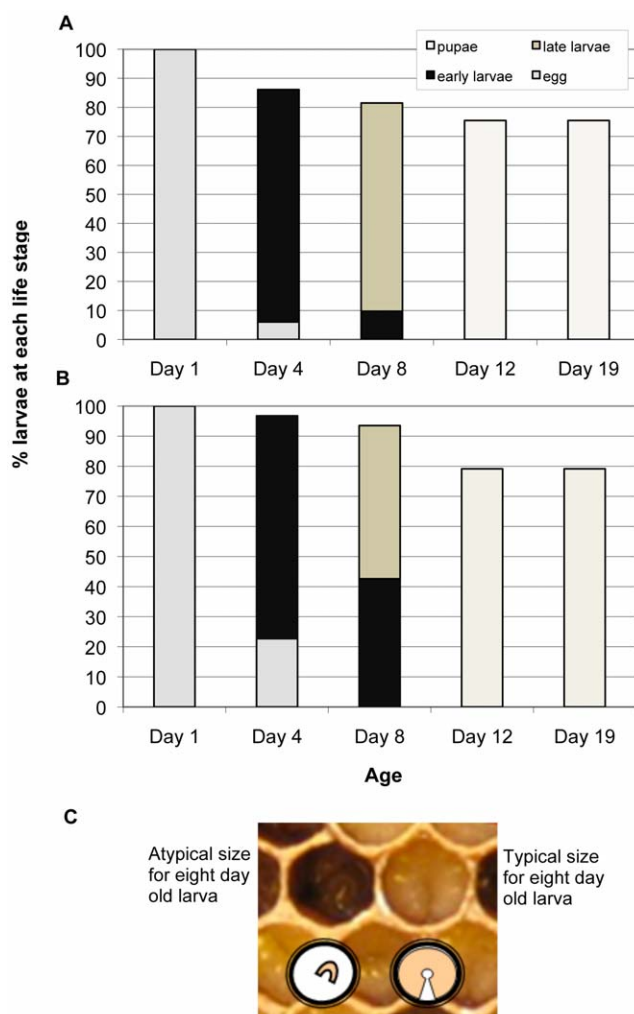 A
pupae
late larvae
early larvae
egg
100
90
80
70
60
50
40
30
20
10
0
Day 1 Day 4 Day 8 Day 12 Day 19
% larvae at each life stage
B
100
90
80
70
60
50
40
30
20
10
0
Day 1 Day 4 Day 8 Day 12 Day 19
Age
C
Atypical size
for eight day
old larva
Typical size
for eight day
old larva